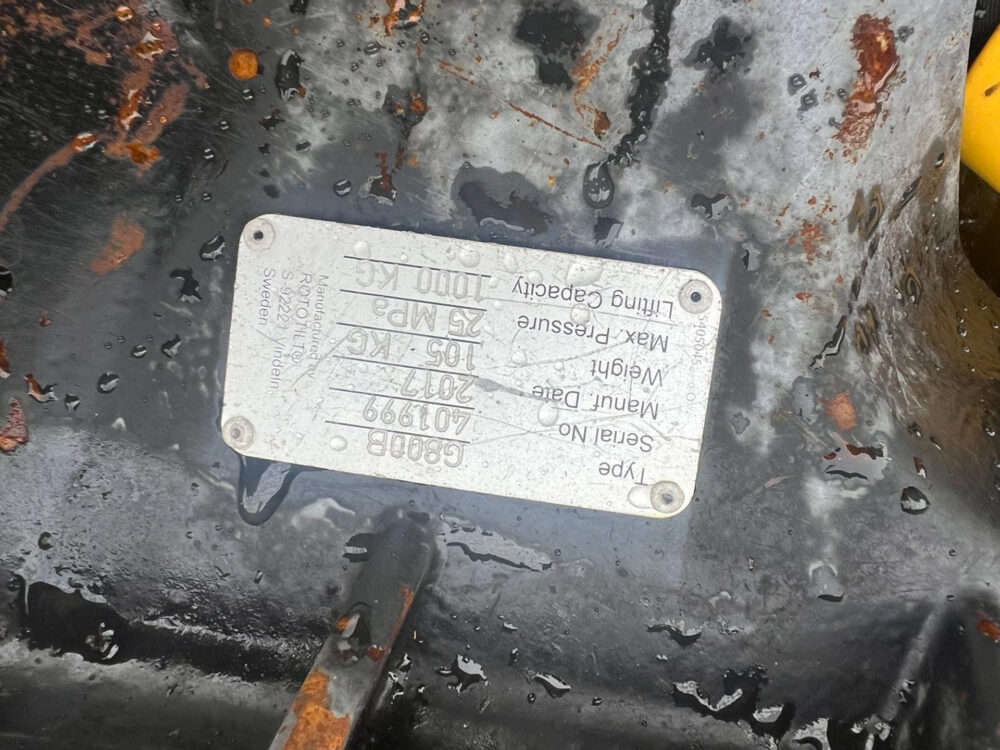 Type G800B
Serial No 401999
Manuf. Date 2017
Weight 105 KG
Max. Pressure 25 MPa
Lifting Capacity 1000 KG
Manufactured by
ROTOTILT®
S-92221 Vindeln
Sweden